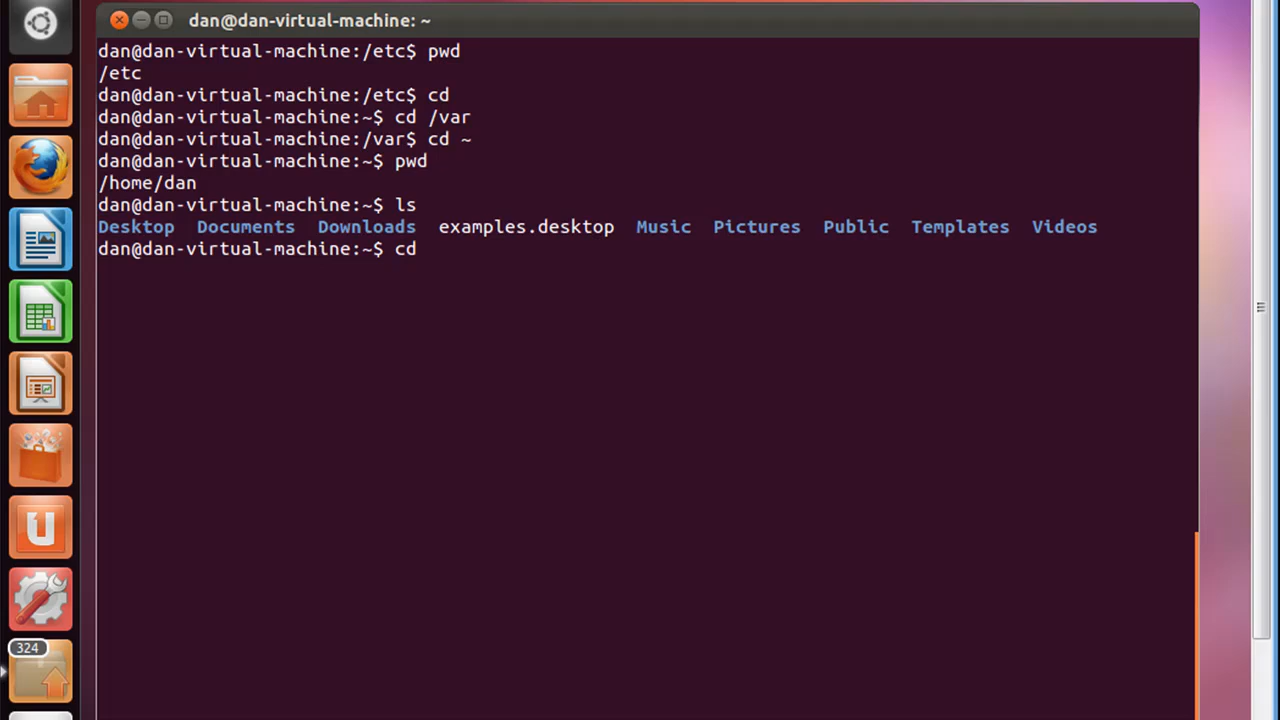 dan@dan-virtual-machine: ~
dan@dan-virtual-machine:/etc$ pwd
/etc
dan@dan-virtual-machine:/etc$ cd
dan@dan-virtual-machine:~$ cd /var
dan@dan-virtual-machine:/var$ cd ~
dan@dan-virtual-machine:~$ pwd
/home/dan
dan@dan-virtual-machine:~$ ls
Desktop Documents Downloads examples.desktop Music Pictures Public Templates Videos
dan@dan-virtual-machine:~$ cd
324